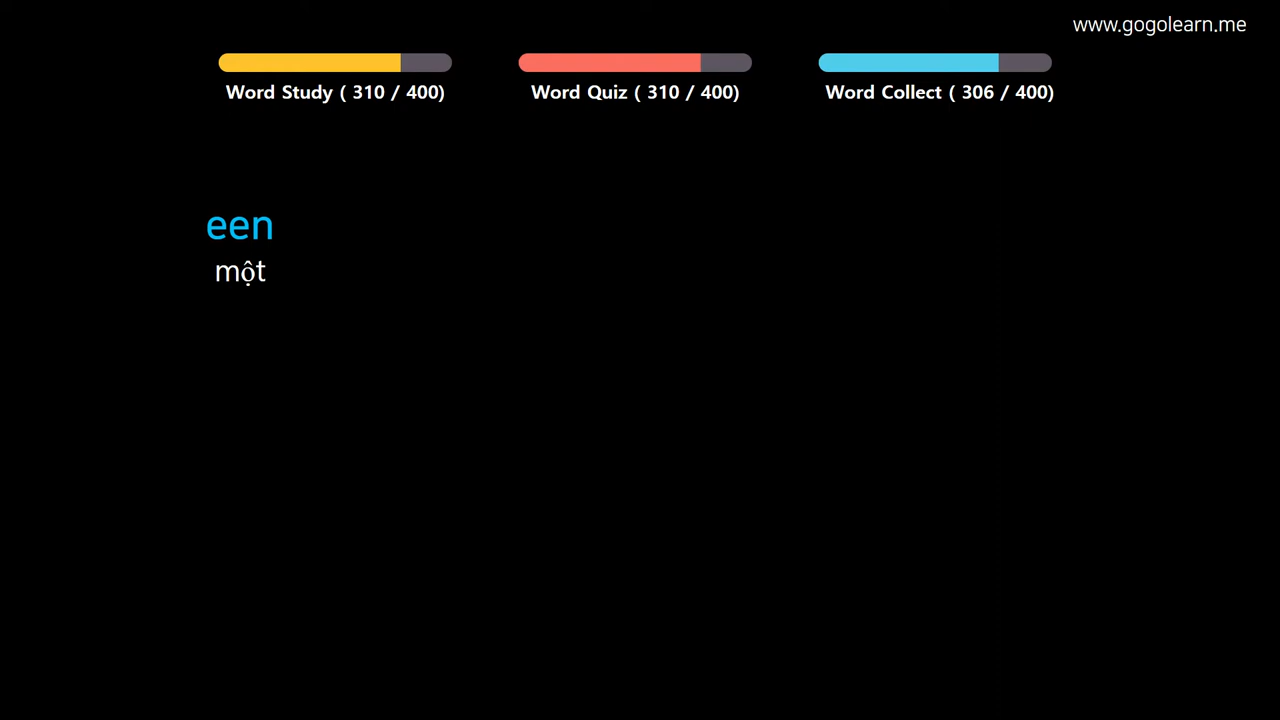 www.gogolearn.me
Word Study ( 310 / 400)
Word Quiz ( 310 / 400)
Word Collect ( 306 / 400)
een
một